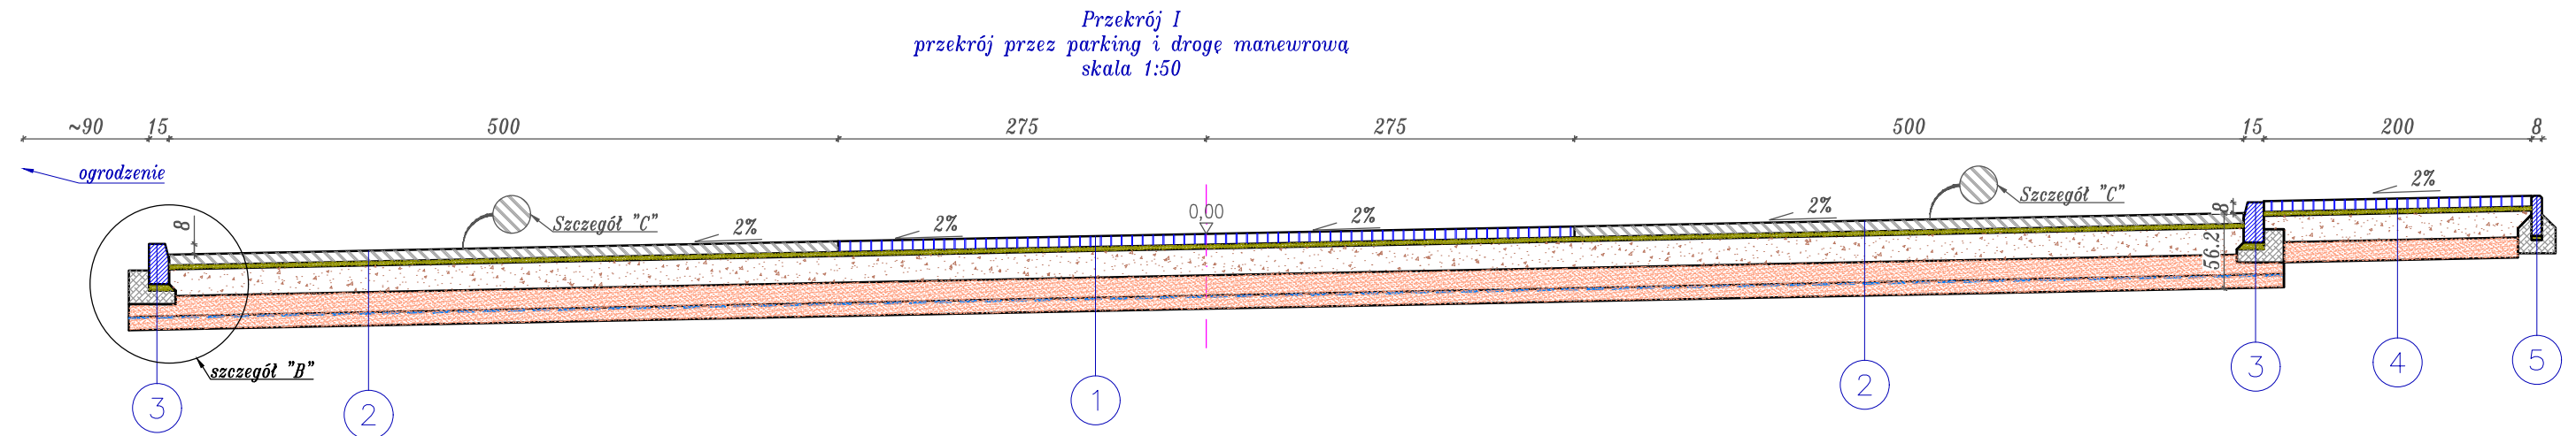 Przekrój I
przekrój przez parking i drogę manewrową
skala 1:50
~90 15 500 275 275 500 15 200 8
ogrodzenie
8
Szczegół "C"
2%
2%
0,00
2%
2%
Szczegół "C"
8
2%
56.2
szczegół "B"
3
2
1
2
3
4
5